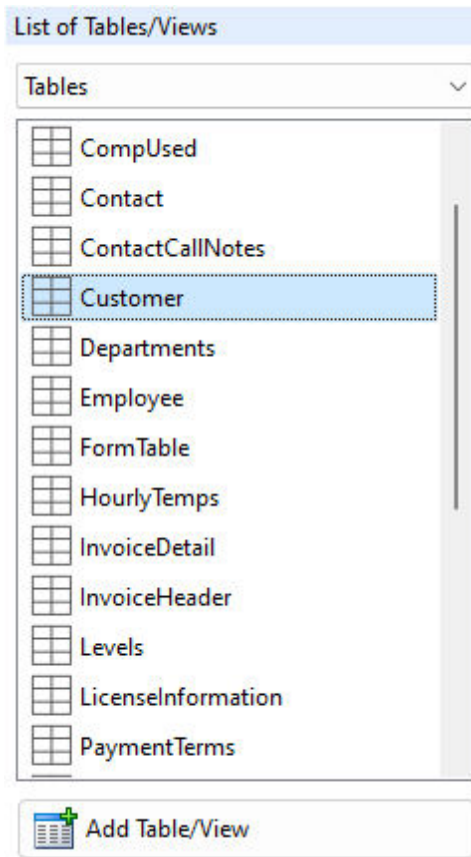 List of Tables/Views
Tables
CompUsed
Contact
ContactCallNotes
Customer
Departments
Employee
FormTable
HourlyTemps
InvoiceDetail
InvoiceHeader
Levels
LicenseInformation
PaymentTerms
Add Table/View